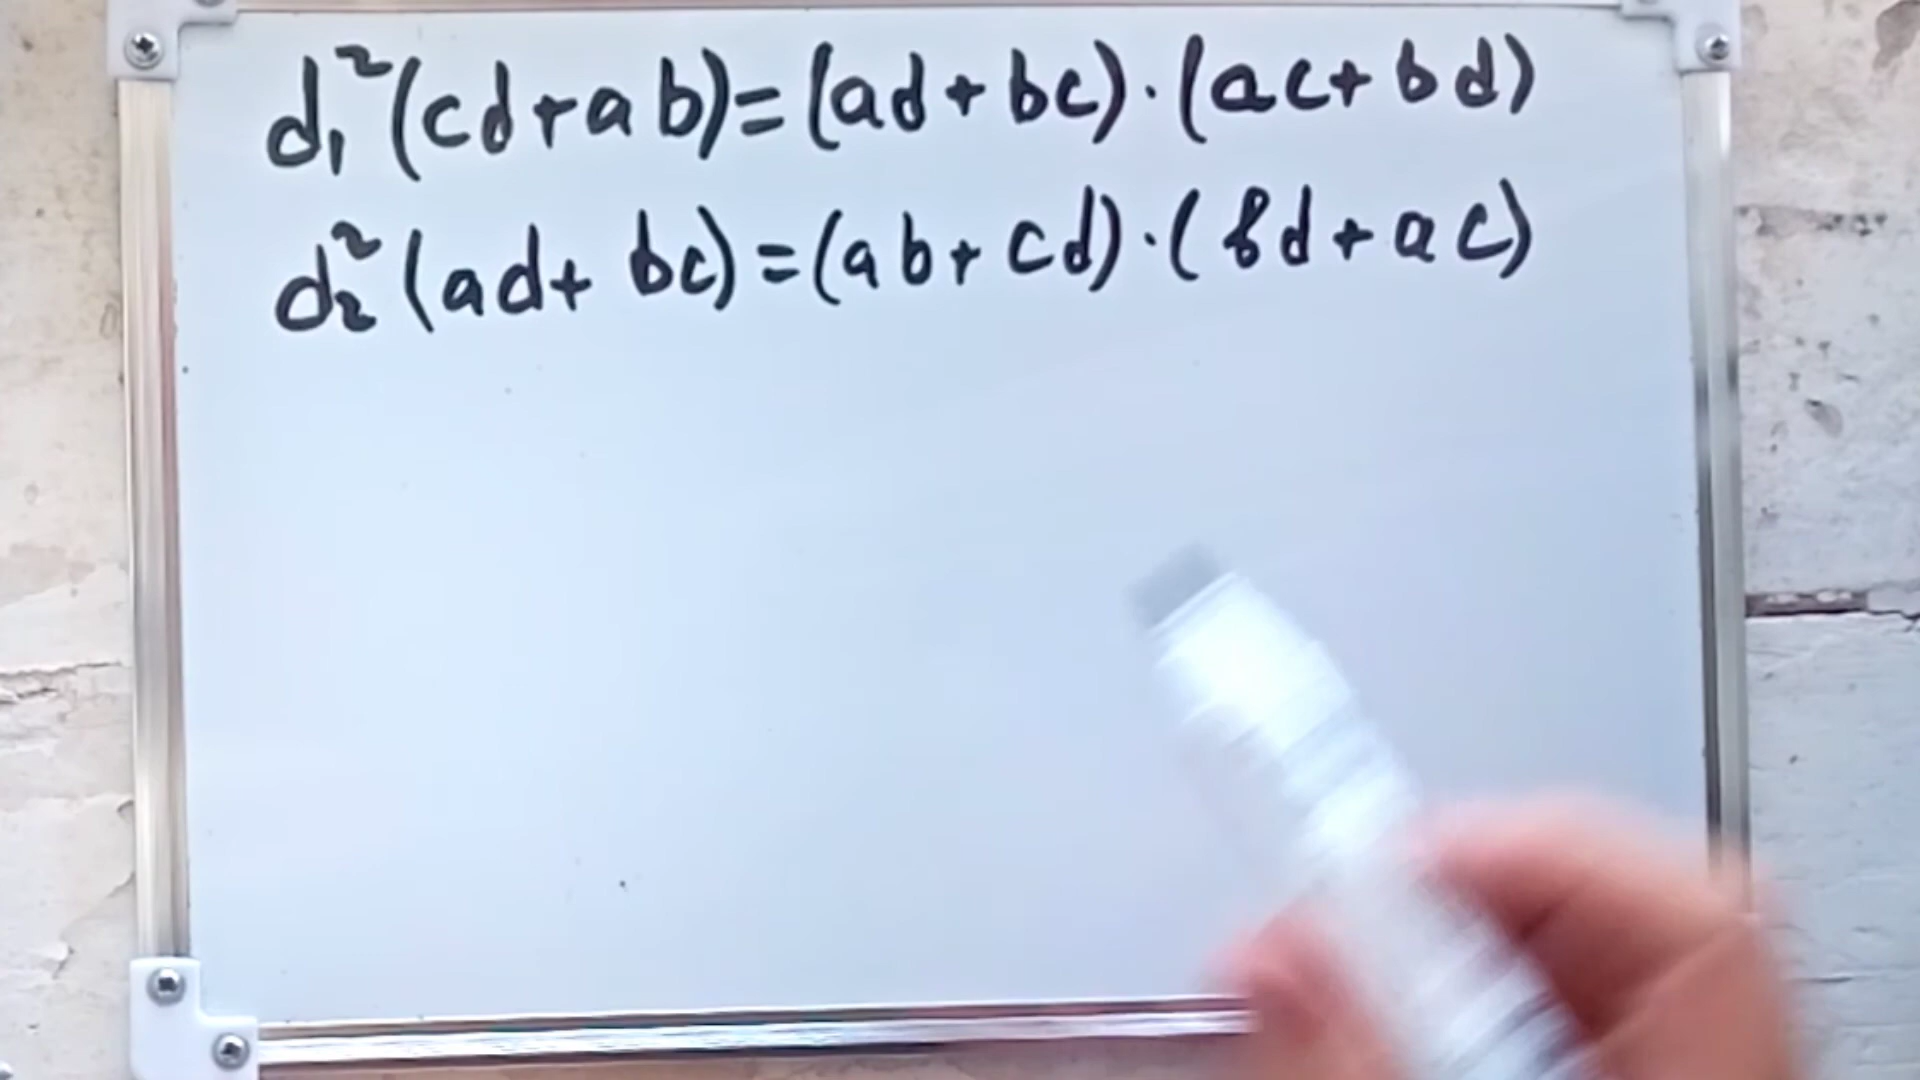 d₁²(cd+ab)=(ad+bc)·(ac+bd)
d₂²(ad+bc)=(ab+cd)·(bd+ac)